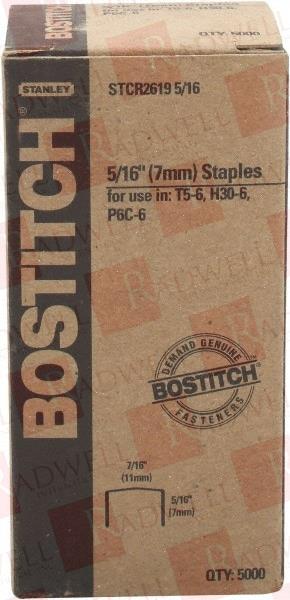 QTY: 5000
STANLEY
BOSTITCH
STCR2619 5/16
5/16" (7mm) Staples
for use in: T5-6, H30-6,
P6C-6
DEMAND GENUINE
BOSTITCH
FASTENERS
7/16"
(11mm)
5/16"
(7mm)
QTY: 5000
RADWELL